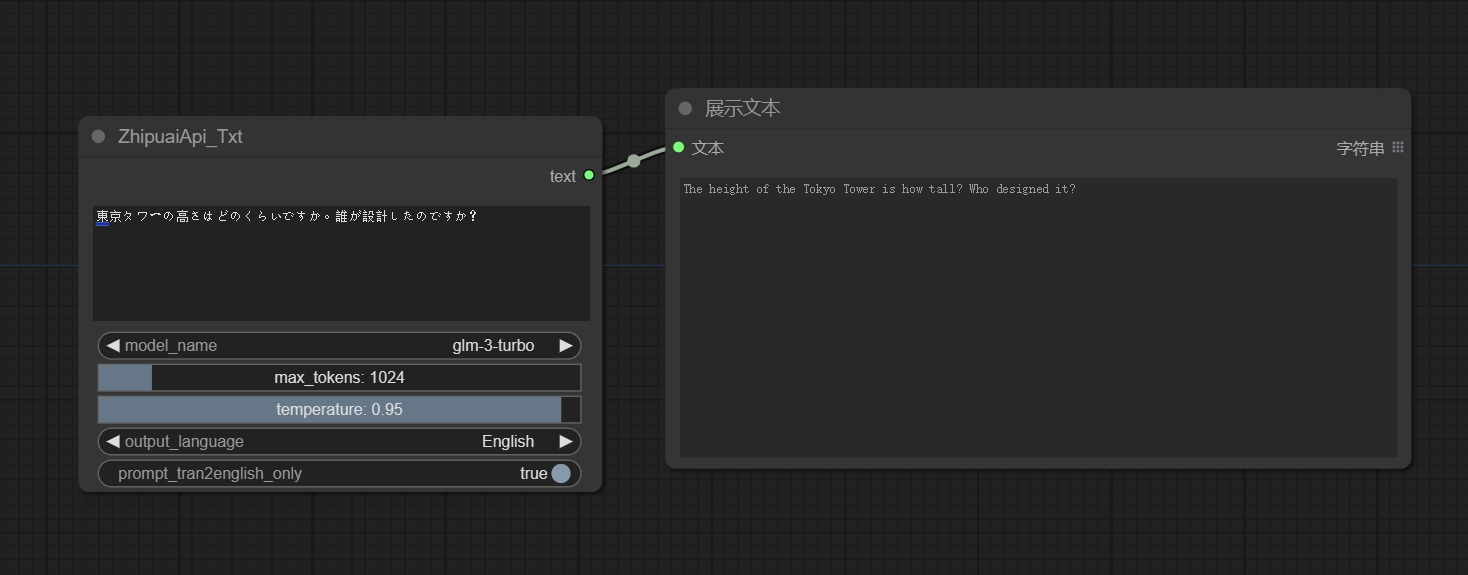 ZhipuaiApi_Txt
text
東京タワーの高さはどのくらいですか。誰が設計したのですか?
model_name glm-3-turbo
max_tokens: 1024
temperature: 0.95
output_language English
prompt_tran2english_only true
展示文本
文本 字符串
The height of the Tokyo Tower is how tall? Who designed it?